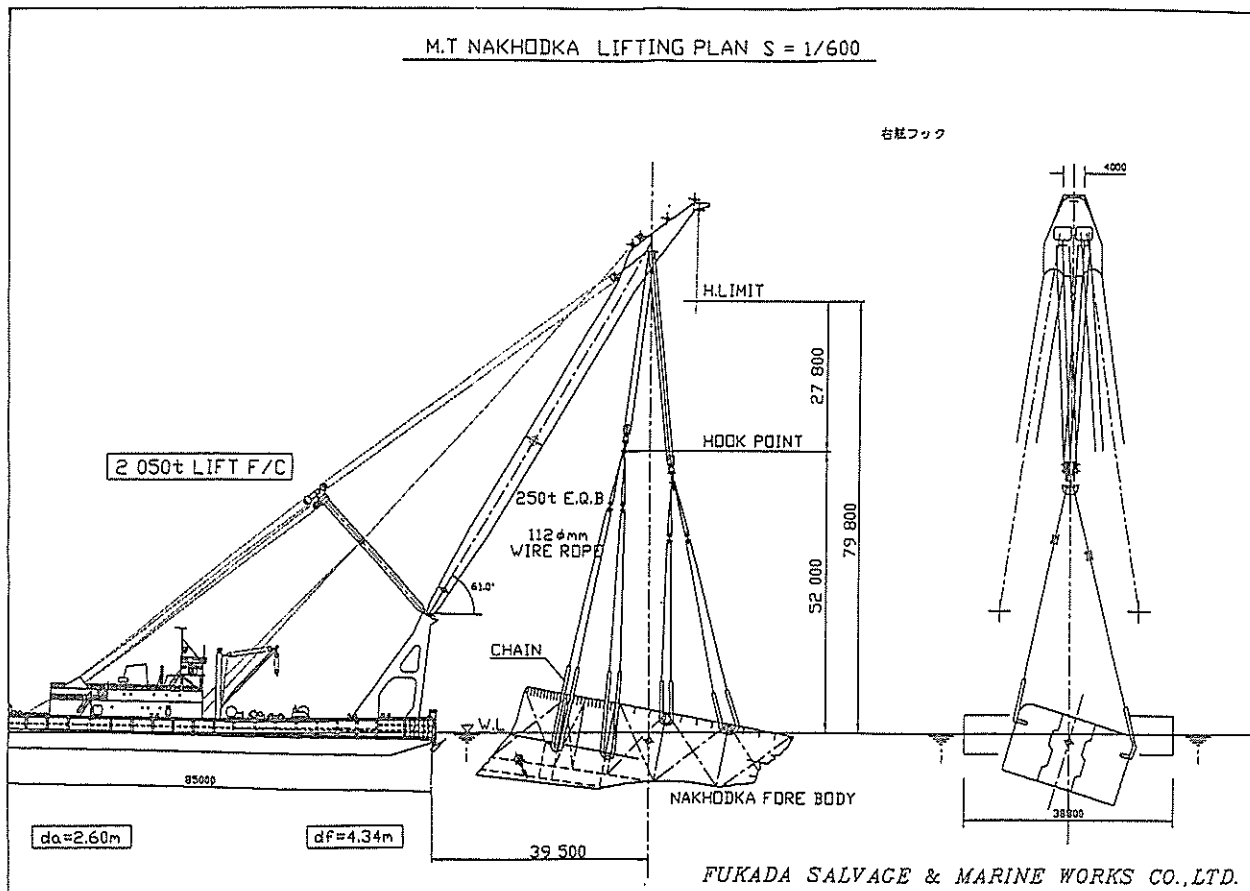 M.T NAKHODKA LIFTING PLAN S = 1/600
右舷フック
4000
H.LIMIT
27 800
HOOK POINT
2 050t LIFT F/C
250t E.Q.B
79 800
112φmm
WIRE ROPE
61.0°
52 000
CHAIN
W.L
85000
NAKHODKA FORE BODY
da=2.60m
df=4.34m
39 500
FUKADA SALVAGE & MARINE WORKS CO.,LTD.